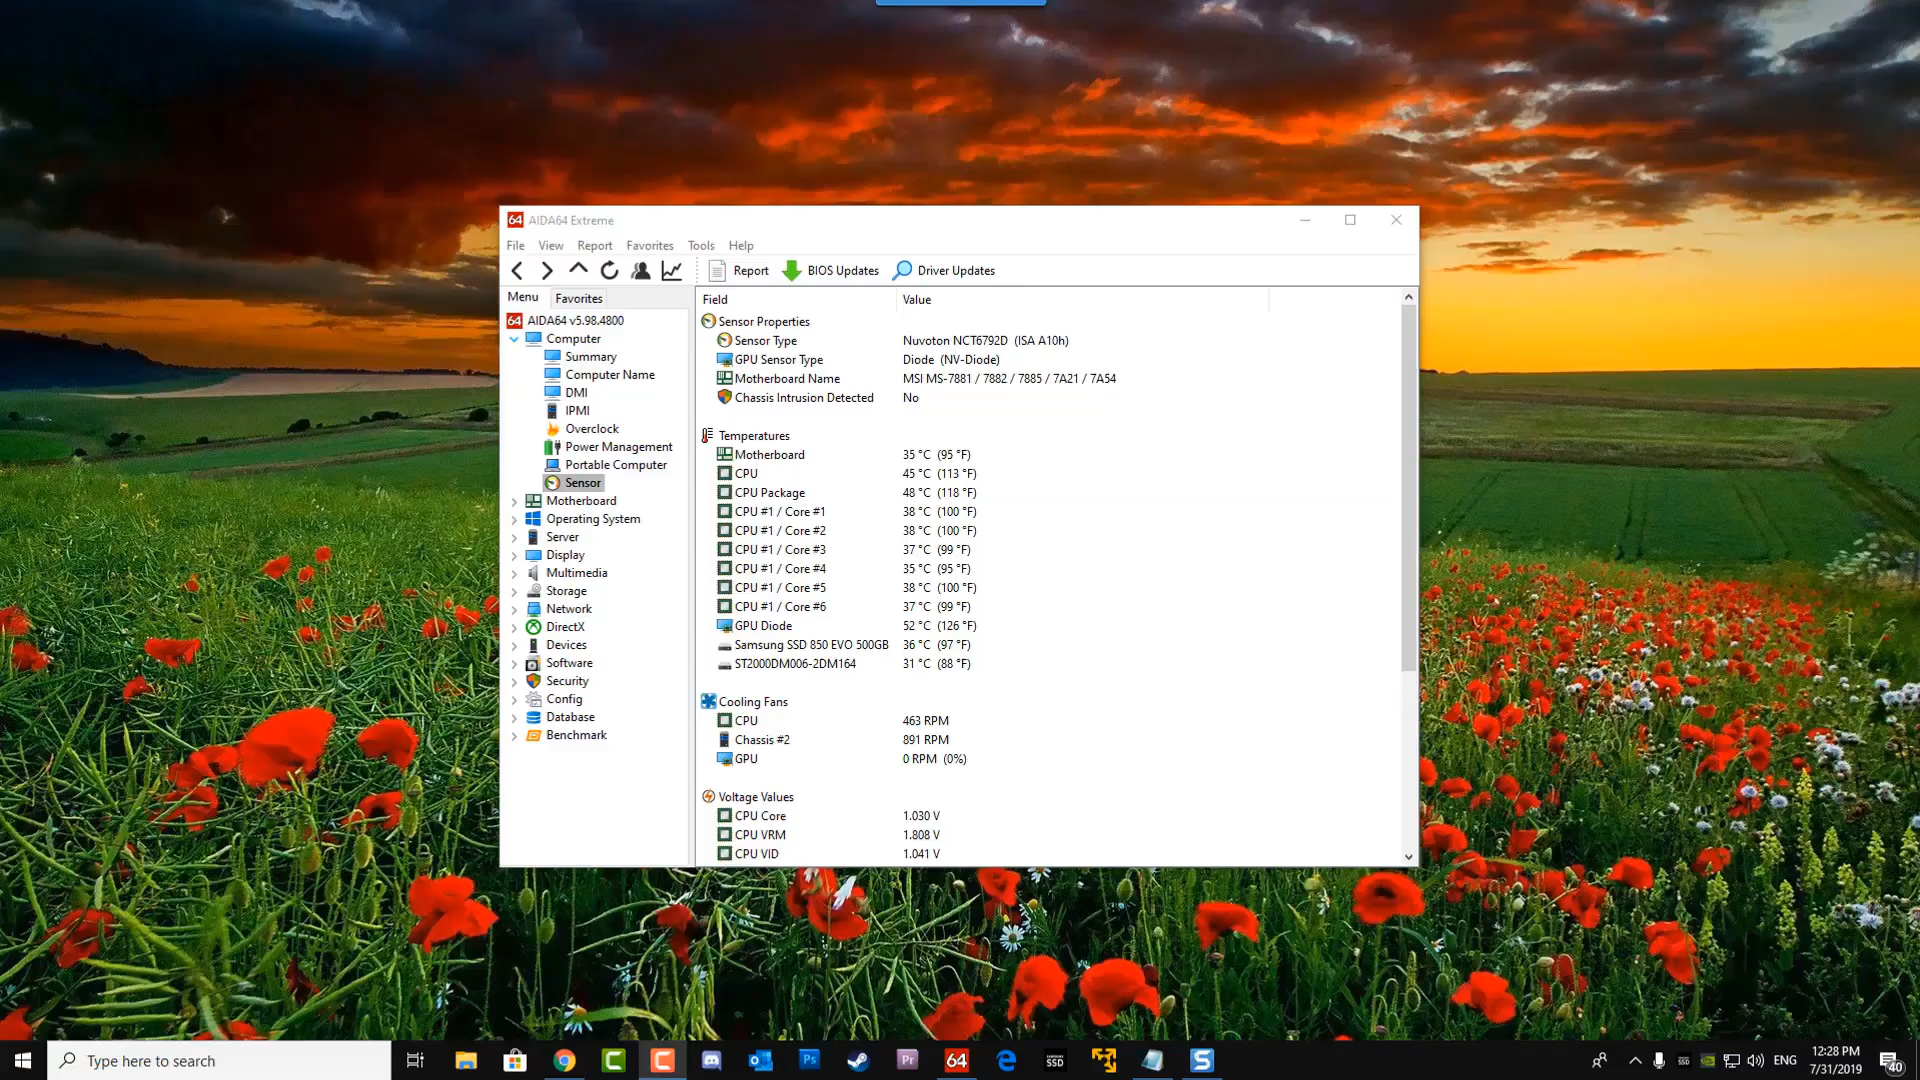 64 AIDA64 Extreme
File View Report Favorites Tools Help
Report BIOS Updates Driver Updates
Menu Favorites
64 AIDA64 v5.98.4800
Computer
Summary
Computer Name
DMI
IPMI
Overclock
Power Management
Portable Computer
Sensor
Motherboard
Operating System
Server
Display
Multimedia
Storage
Network
DirectX
Devices
Software
Security
Config
Database
Benchmark
Field Value
Sensor Properties
Sensor Type Nuvoton NCT6792D (ISA A10h)
GPU Sensor Type Diode (NV-Diode)
Motherboard Name MSI MS-7881 / 7882 / 7885 / 7A21 / 7A54
Chassis Intrusion Detected No
Temperatures
Motherboard 35 °C (95 °F)
CPU 45 °C (113 °F)
CPU Package 48 °C (118 °F)
CPU #1 / Core #1 38 °C (100 °F)
CPU #1 / Core #2 38 °C (100 °F)
CPU #1 / Core #3 37 °C (99 °F)
CPU #1 / Core #4 35 °C (95 °F)
CPU #1 / Core #5 38 °C (100 °F)
CPU #1 / Core #6 37 °C (99 °F)
GPU Diode 52 °C (126 °F)
Samsung SSD 850 EVO 500GB 36 °C (97 °F)
ST2000DM006-2DM164 31 °C (88 °F)
Cooling Fans
CPU 463 RPM
Chassis #2 891 RPM
GPU 0 RPM (0%)
Voltage Values
CPU Core 1.030 V
CPU VRM 1.808 V
CPU VID 1.041 V
Type here to search
Ps
Pr
64
SSD
S
ENG
12:28 PM
7/31/2019
40